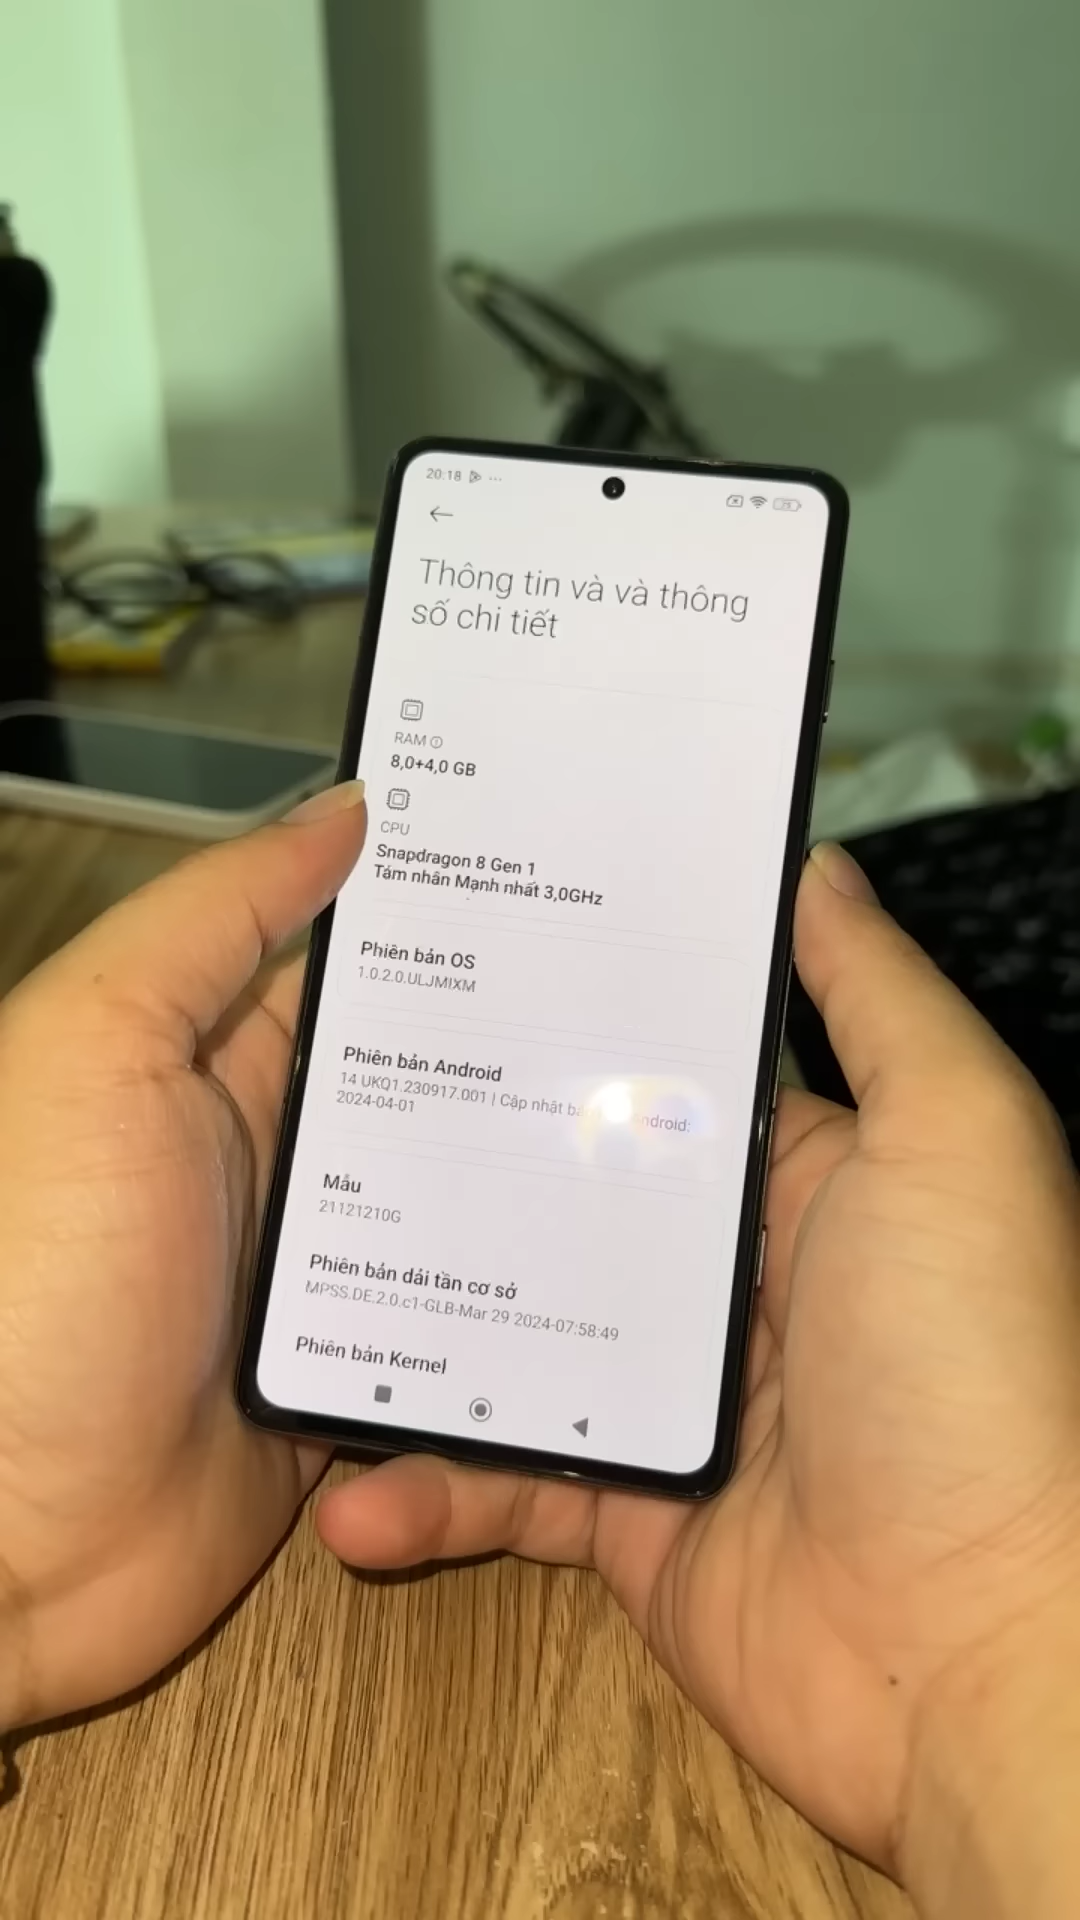 20:18
Thông tin và và thông
số chi tiết
RAM
8,0+4,0 GB
CPU
Snapdragon 8 Gen 1
Tám nhân Mạnh nhất 3,0GHz
Phiên bản OS
1.0.2.0.ULJMIXM
Phiên bản Android
14 UKQ1.230917.001 | Cập nhật ndroid:
2024-04-01
Mẫu
21121210G
Phiên bản dải tần cơ sở
MPSS.DE.2.0.c1-GLB-Mar 29 2024-07:58:49
Phiên bản Kernel